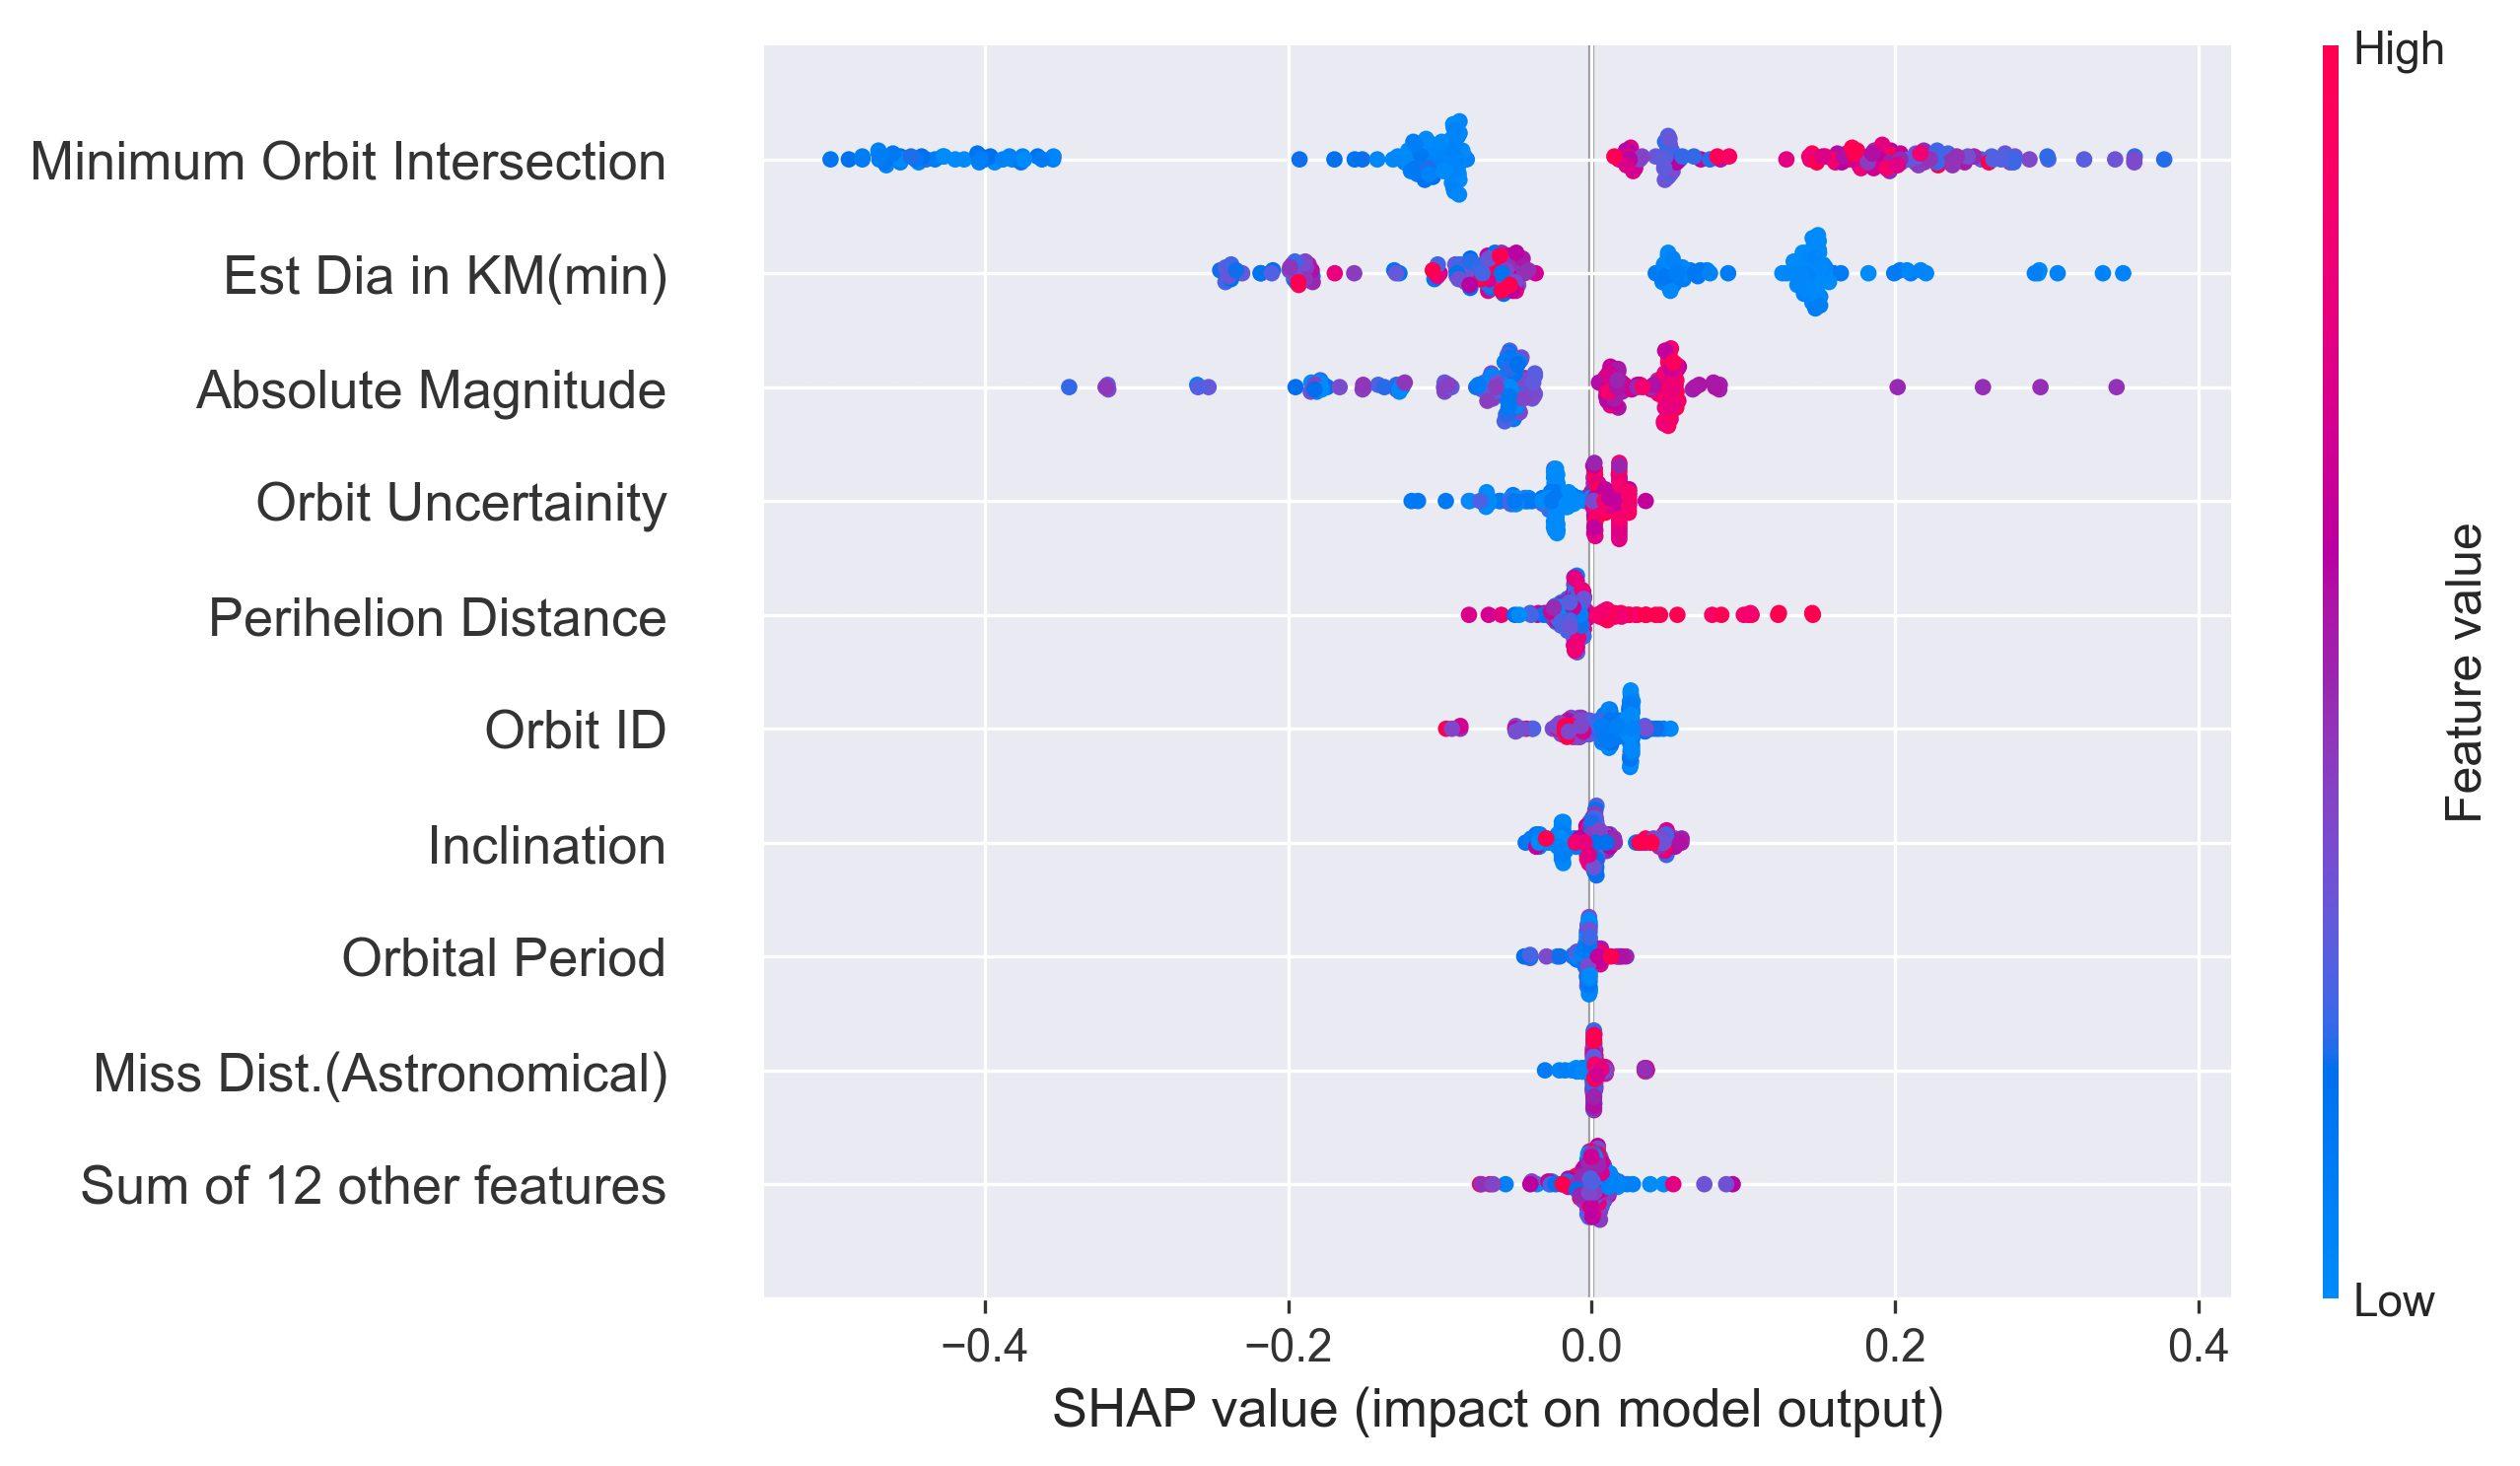 High
Minimum Orbit Intersection
Est Dia in KM(min)
Absolute Magnitude
Orbit Uncertainity
Perihelion Distance
Orbit ID
Inclination
Orbital Period
Miss Dist.(Astronomical)
Sum of 12 other features
Feature value
Low
−0.4 −0.2 0.0 0.2 0.4
SHAP value (impact on model output)